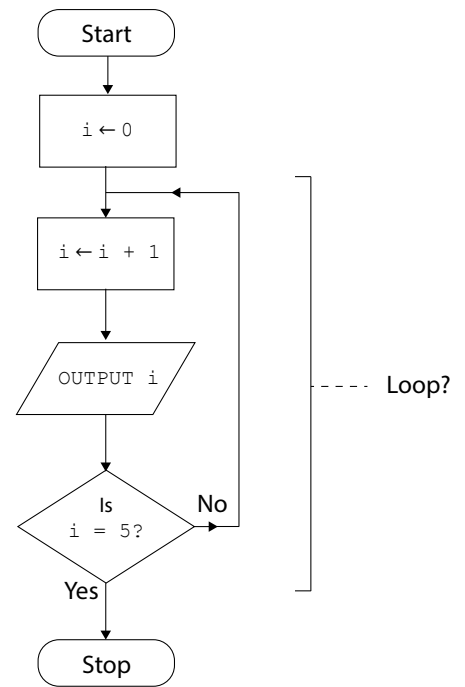 Start
i ← 0
i ← i + 1
OUTPUT i
Loop?
Is
i = 5?
No
Yes
Stop